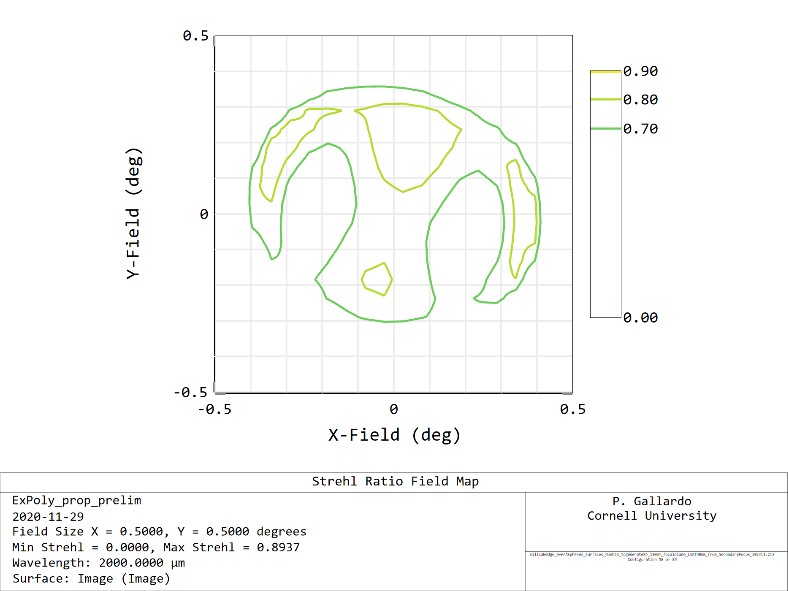 0.5
0
-0.5
-0.5
0
0.5
Y-Field (deg)
X-Field (deg)
0.90
0.80
0.70
0.00
Strehl Ratio Field Map
ExPoly_prop_prelim
2020-11-29
Field Size X = 0.5000, Y = 0.5000 degrees
Min Strehl = 0.0000, Max Strehl = 0.8937
Wavelength: 2000.0000 µm
Surface: Image (Image)
P. Gallardo
Cornell University